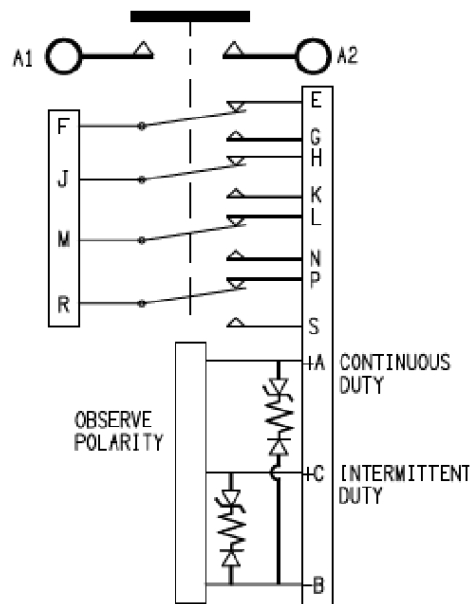 A1
A2
E
F
G
H
J
K
L
M
N
P
R
S
+A CONTINUOUS
DUTY
OBSERVE
POLARITY
+C INTERMITTENT
DUTY
-B